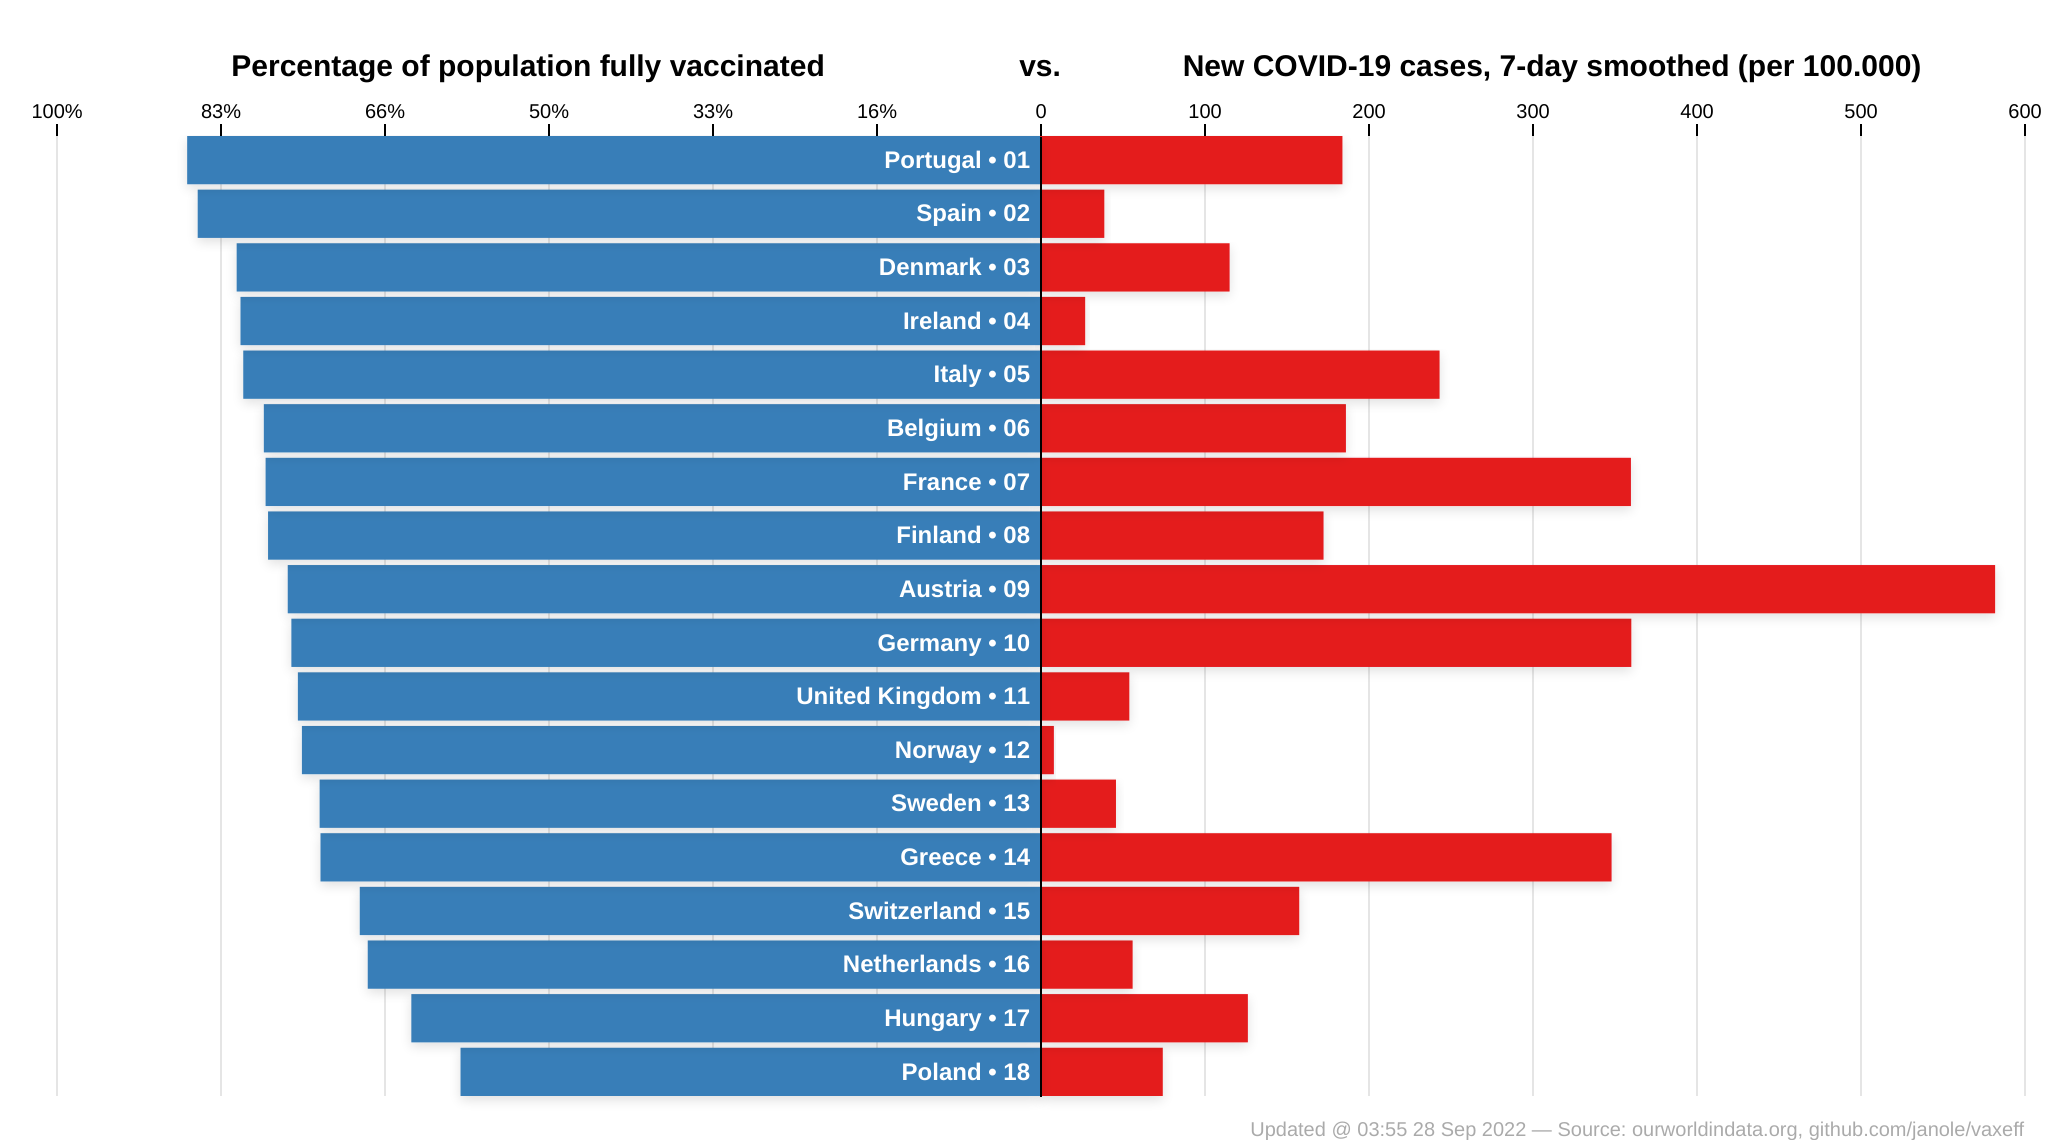 Percentage of population fully vaccinated vs. New COVID-19 cases, 7-day smoothed (per 100.000)
100% 83% 66% 50% 33% 16% 0 100 200 300 400 500 600
Portugal • 01
Spain • 02
Denmark • 03
Ireland • 04
Italy • 05
Belgium • 06
France • 07
Finland • 08
Austria • 09
Germany • 10
United Kingdom • 11
Norway • 12
Sweden • 13
Greece • 14
Switzerland • 15
Netherlands • 16
Hungary • 17
Poland • 18
Updated @ 03:55 28 Sep 2022 — Source: ourworldindata.org, github.com/janole/vaxeff